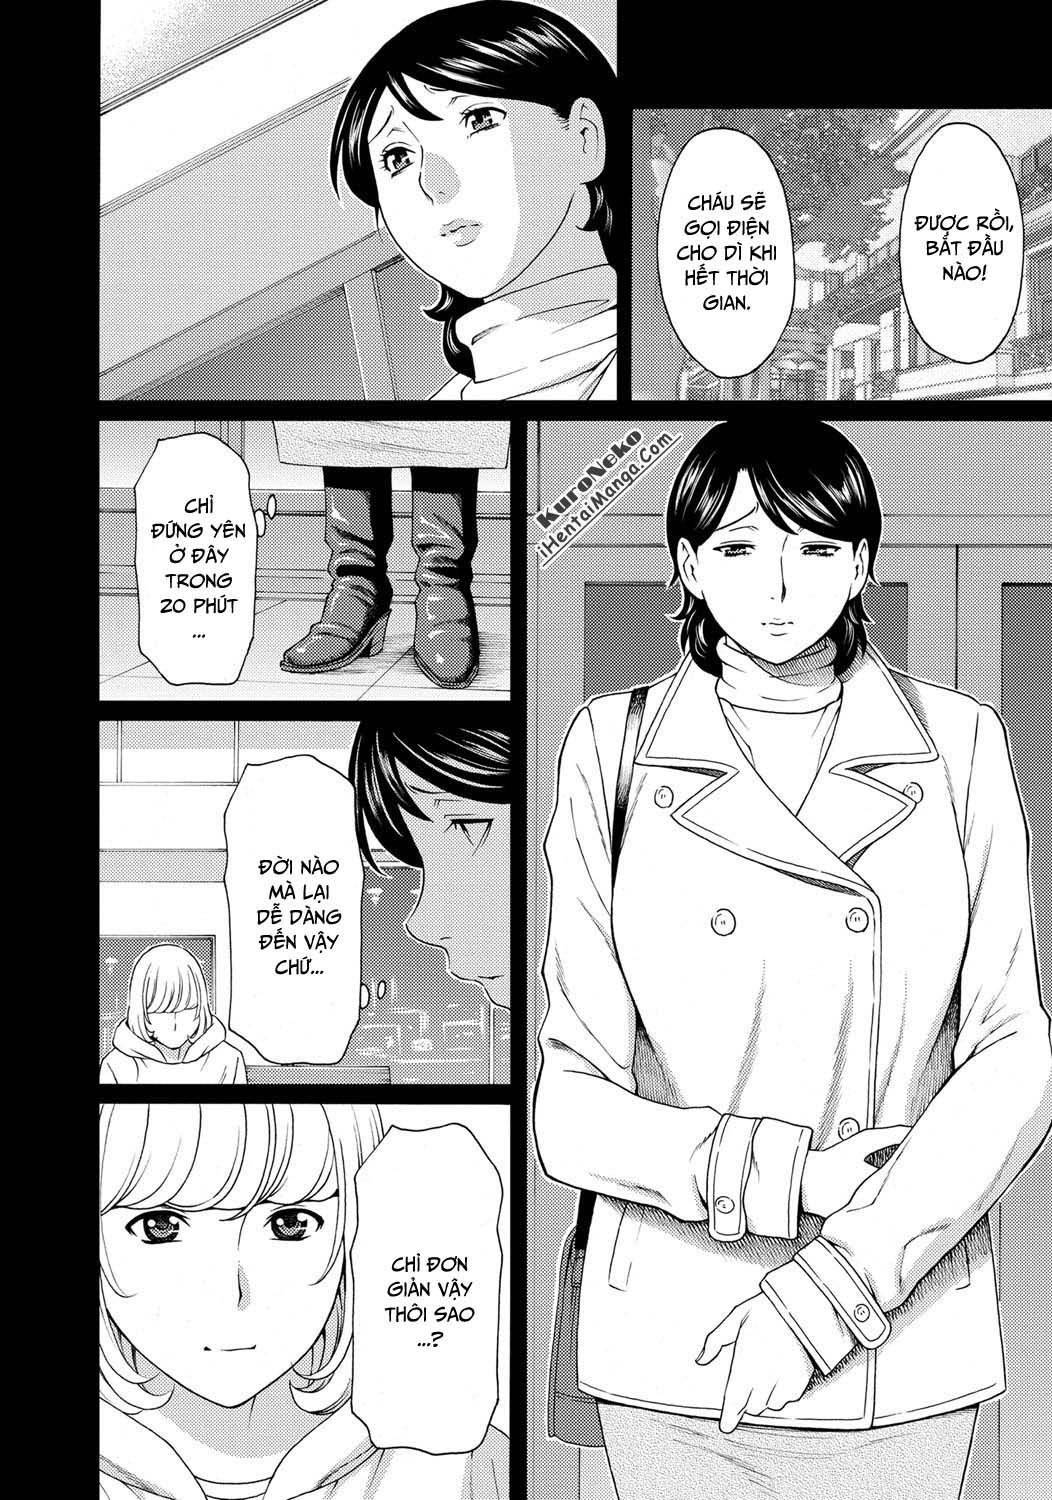 ĐƯỢC RỒI,
BẮT ĐẦU
NÀO!
CHÁU SẼ
GỌI ĐIỆN
CHO DÌ KHI
HẾT THỜI
GIAN.
KuroNeko
iHentaiManga.Com
CHỈ
ĐỨNG YÊN
Ở ĐÂY
TRONG
20 PHÚT
...
ĐỜI NÀO
MÀ LẠI
DỄ DÀNG
ĐẾN VẬY
CHỨ...
CHỈ ĐƠN
GIẢN VẬY
THÔI SAO
...?